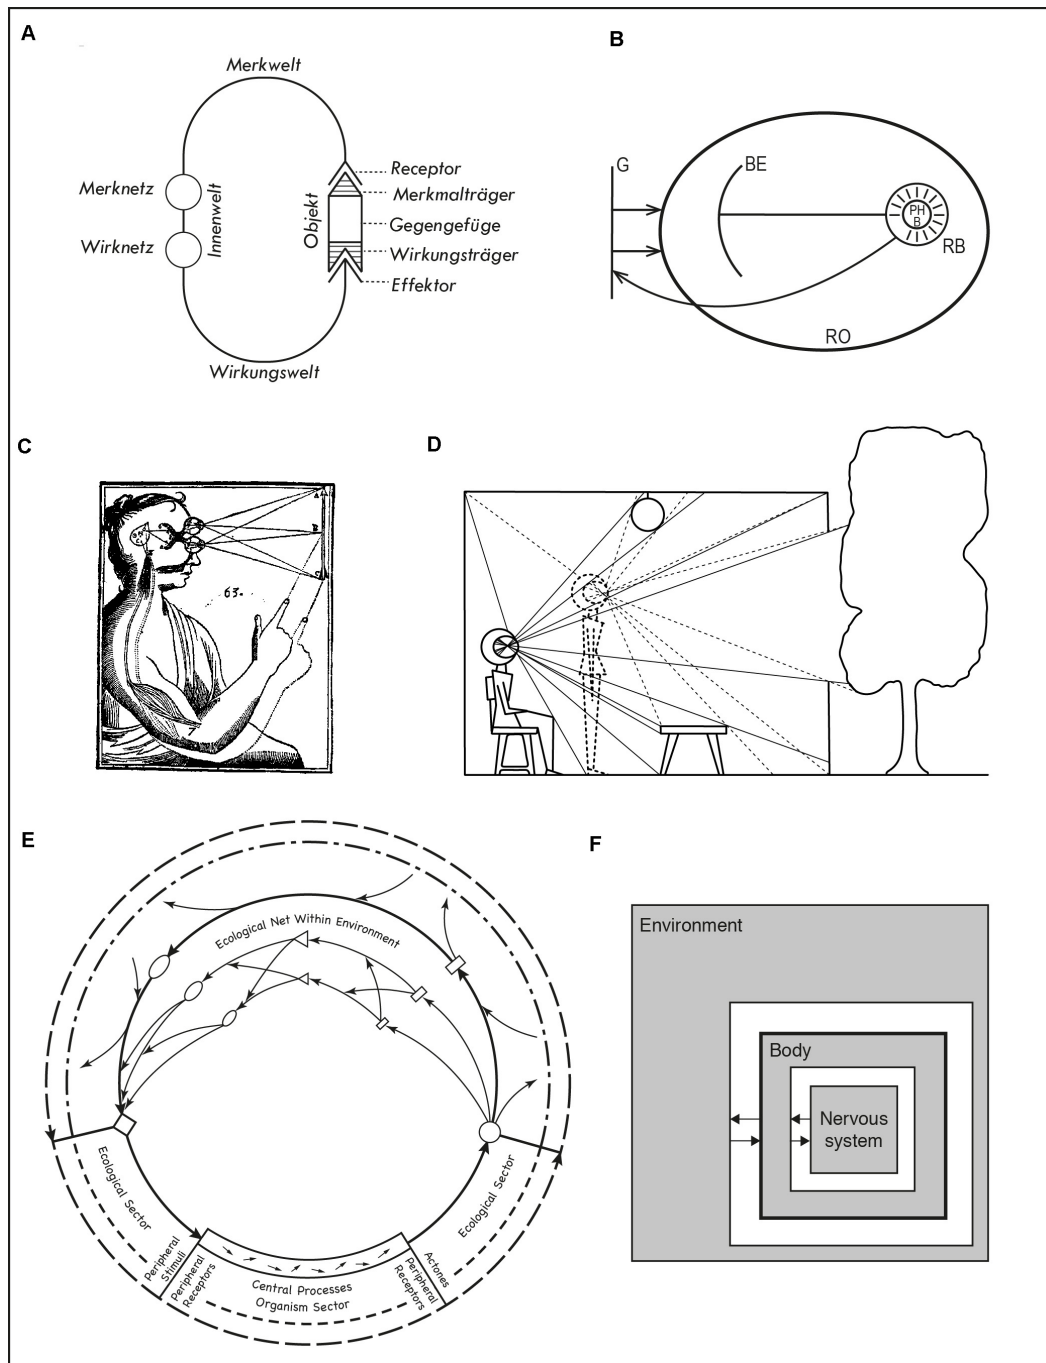 A
Merkwelt
Merknetz
Wirknetz
Innenwelt
Objekt
Receptor
Merkmalträger
Gegengefüge
Wirkungsträger
Effektor
Wirkungswelt
B
G
BE
PH
B
RB
RO
C
A
B
C
63.
D
E
Ecological Net Within Environment
Ecological Sector
Ecological Sector
Peripheral
Stimuli
Peripheral
Receptors
Central Processes
Organism Sector
Peripheral
Receptors
Actones
F
Environment
Body
Nervous
system